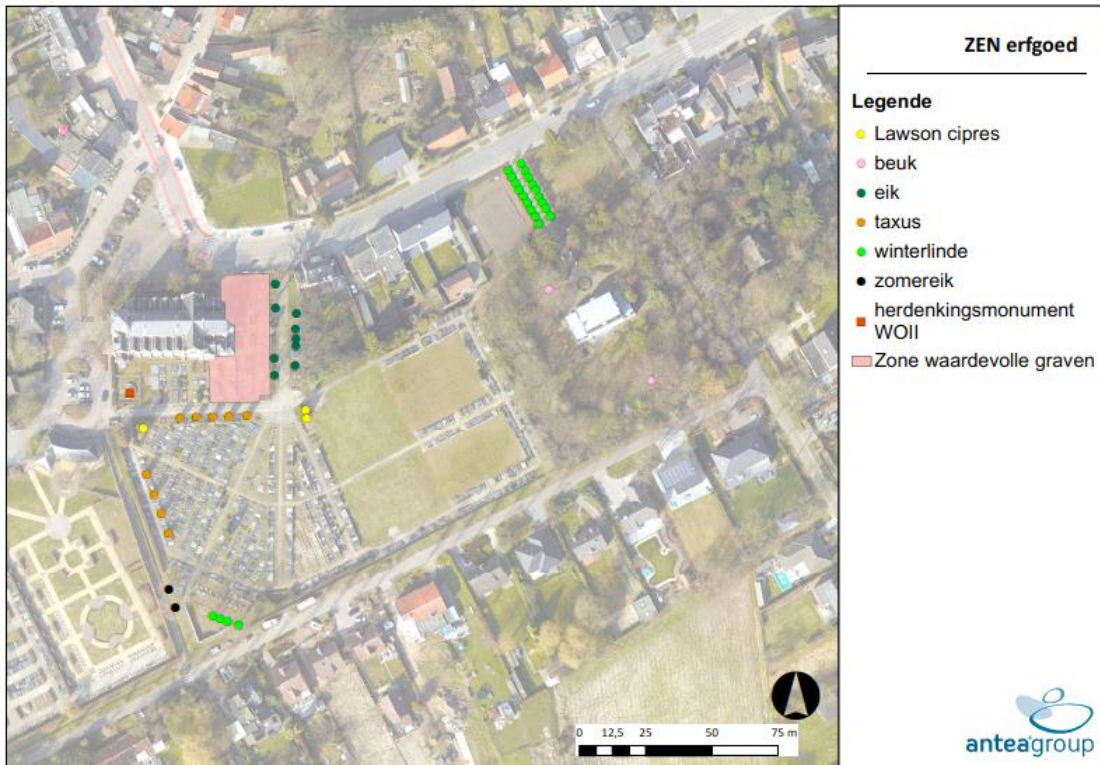 ZEN erfgoed
Legende
Lawson cipres
beuk
eik
taxus
winterlinde
zomereik
herdenkingsmonument
WOII
Zone waardevolle graven
0 12,5 25 50 75 m
anteagroup